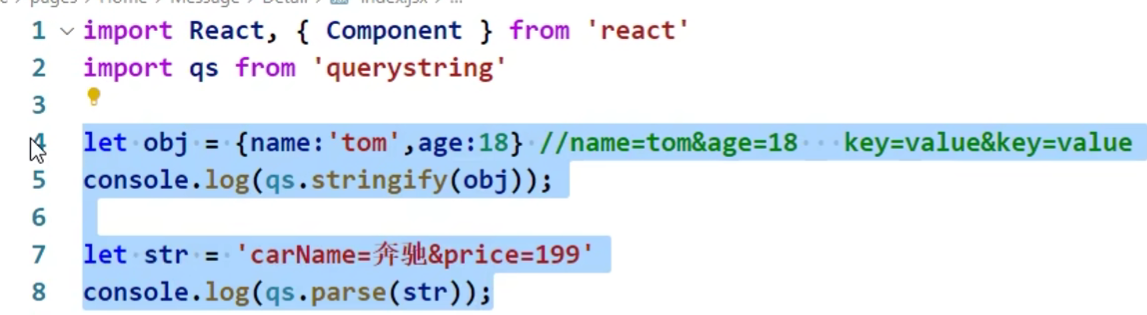 pages > Home > Message > Detail > index.jsx > ...
1 import React, { Component } from 'react'
2 import qs from 'querystring'
3
4 let obj = {name:'tom',age:18} //name=tom&age=18   key=value&key=value
5 console.log(qs.stringify(obj));
6
7 let str = 'carName=奔驰&price=199'
8 console.log(qs.parse(str));